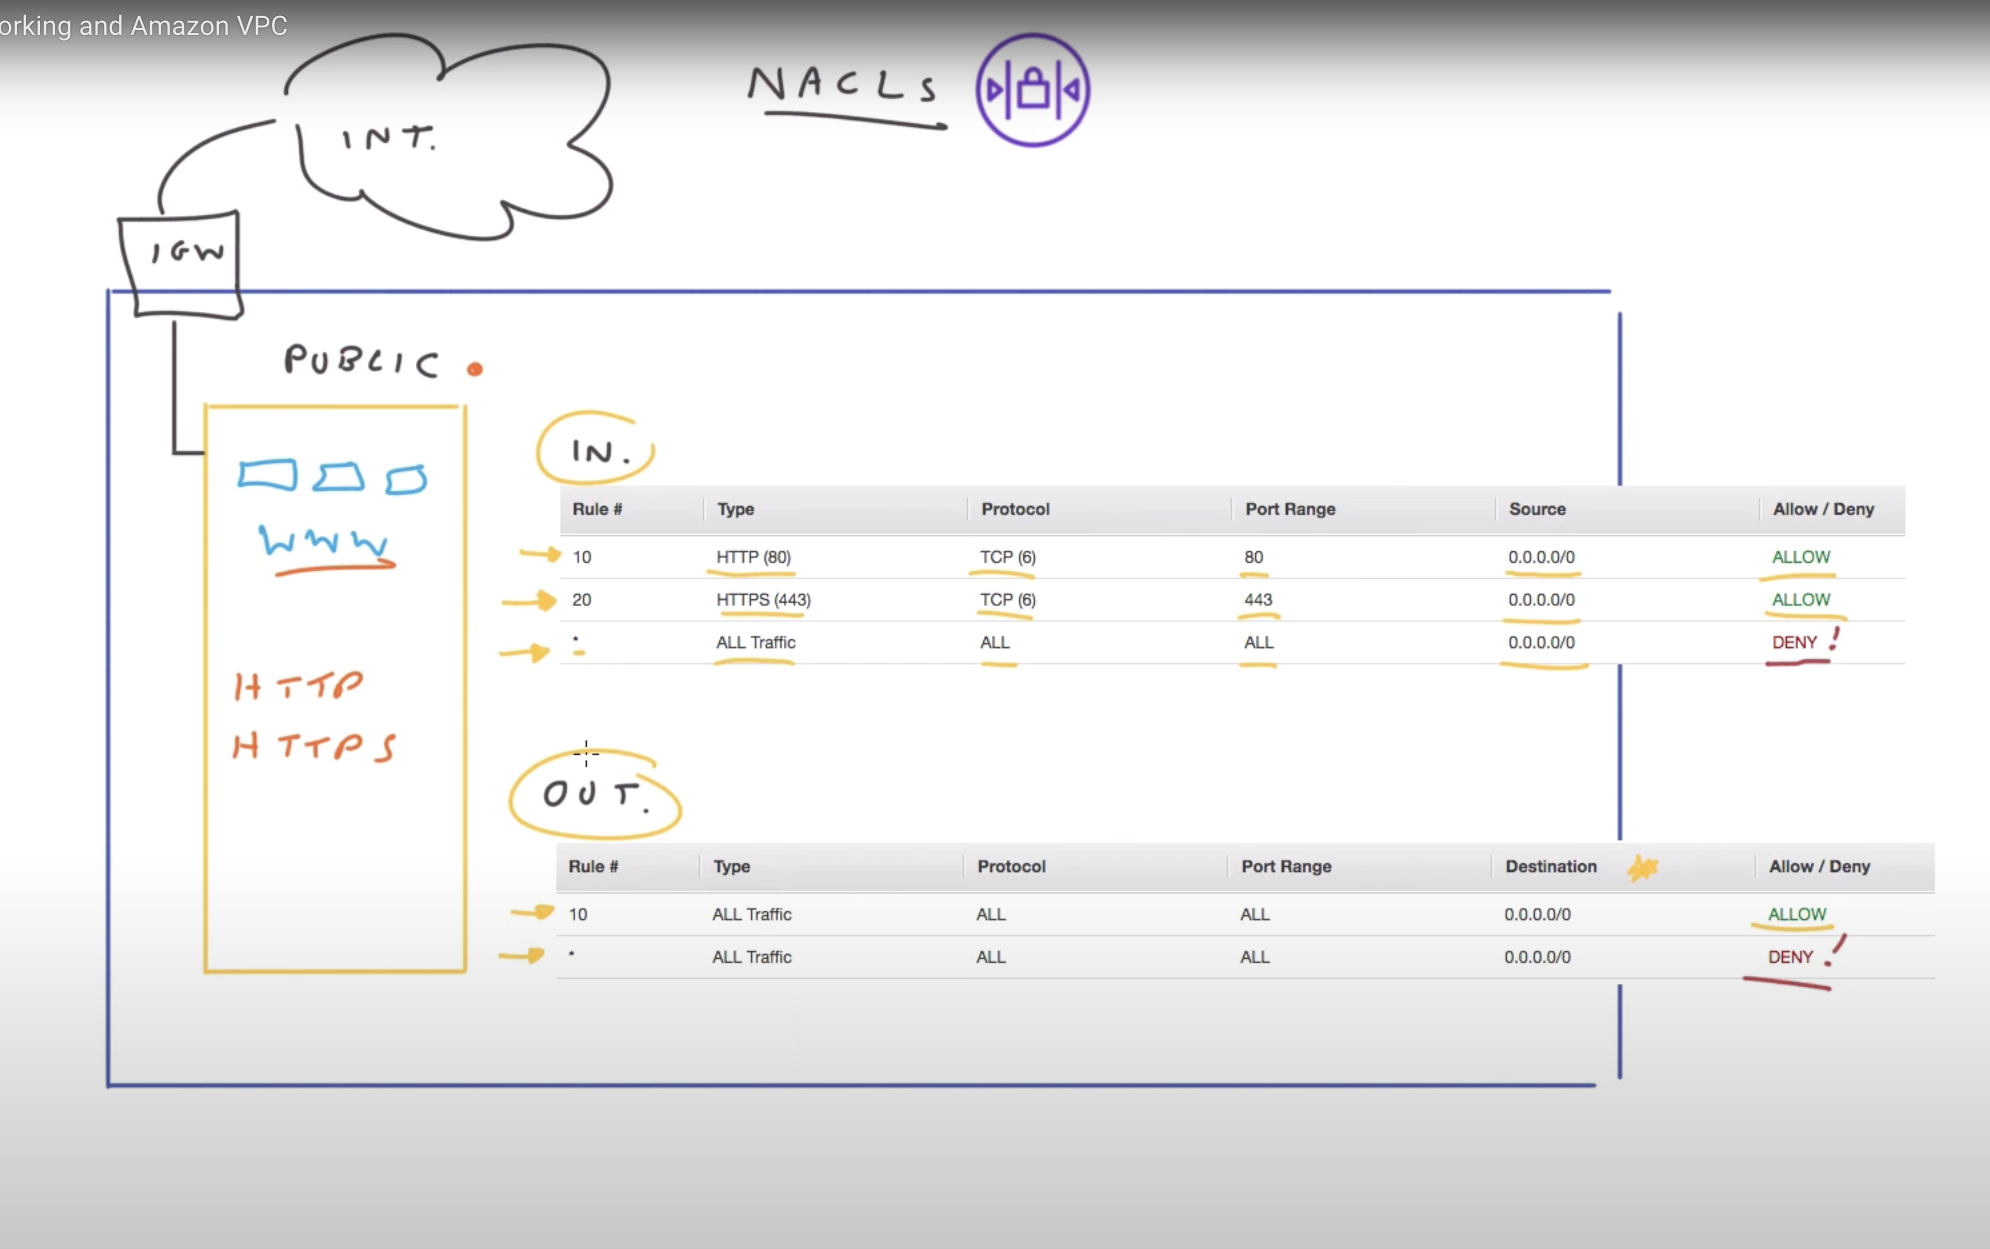 orking and Amazon VPC
NACLs
INT.
IGW
PUBLIC
WWW
HTTP
HTTPS
IN.
Rule # Type Protocol Port Range Source Allow / Deny
10 HTTP (80) TCP (6) 80 0.0.0.0/0 ALLOW
20 HTTPS (443) TCP (6) 443 0.0.0.0/0 ALLOW
* ALL Traffic ALL ALL 0.0.0.0/0 DENY !
OUT.
Rule # Type Protocol Port Range Destination Allow / Deny
10 ALL Traffic ALL ALL 0.0.0.0/0 ALLOW
* ALL Traffic ALL ALL 0.0.0.0/0 DENY !